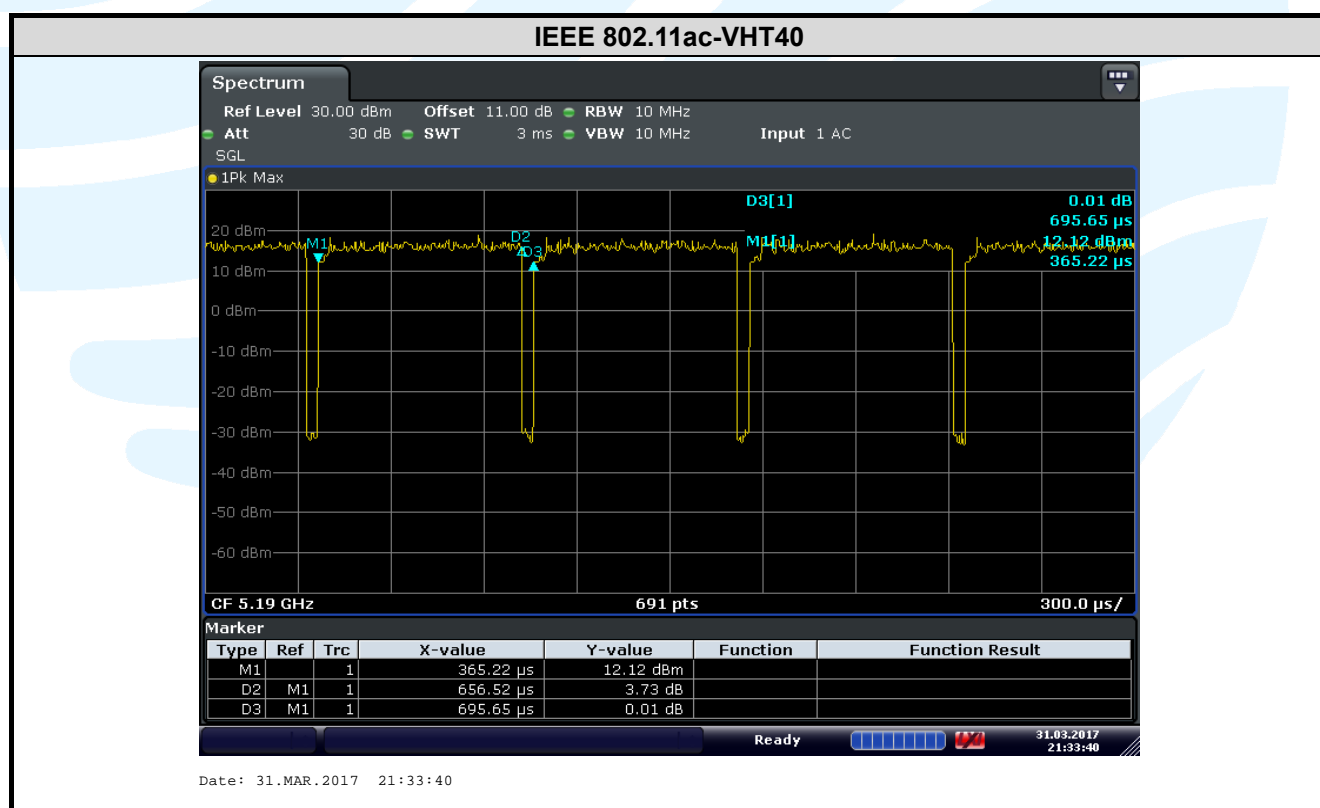 IEEE 802.11ac-VHT40
Spectrum
Ref Level 30.00 dBm Offset 11.00 dB RBW 10 MHz
Att 30 dB SWT 3 ms VBW 10 MHz Input 1 AC
SGL
1Pk Max
D3[1] 0.01 dB
695.65 µs
M1[1] 12.12 dBm
365.22 µs
20 dBm
M1
D2
D3
10 dBm
0 dBm
-10 dBm
-20 dBm
-30 dBm
-40 dBm
-50 dBm
-60 dBm
CF 5.19 GHz 691 pts 300.0 µs/
Marker
Type Ref Trc X-value Y-value Function Function Result
M1 1 365.22 µs 12.12 dBm
D2 M1 1 656.52 µs 3.73 dB
D3 M1 1 695.65 µs 0.01 dB
Ready 31.03.2017
21:33:40
Date: 31.MAR.2017 21:33:40